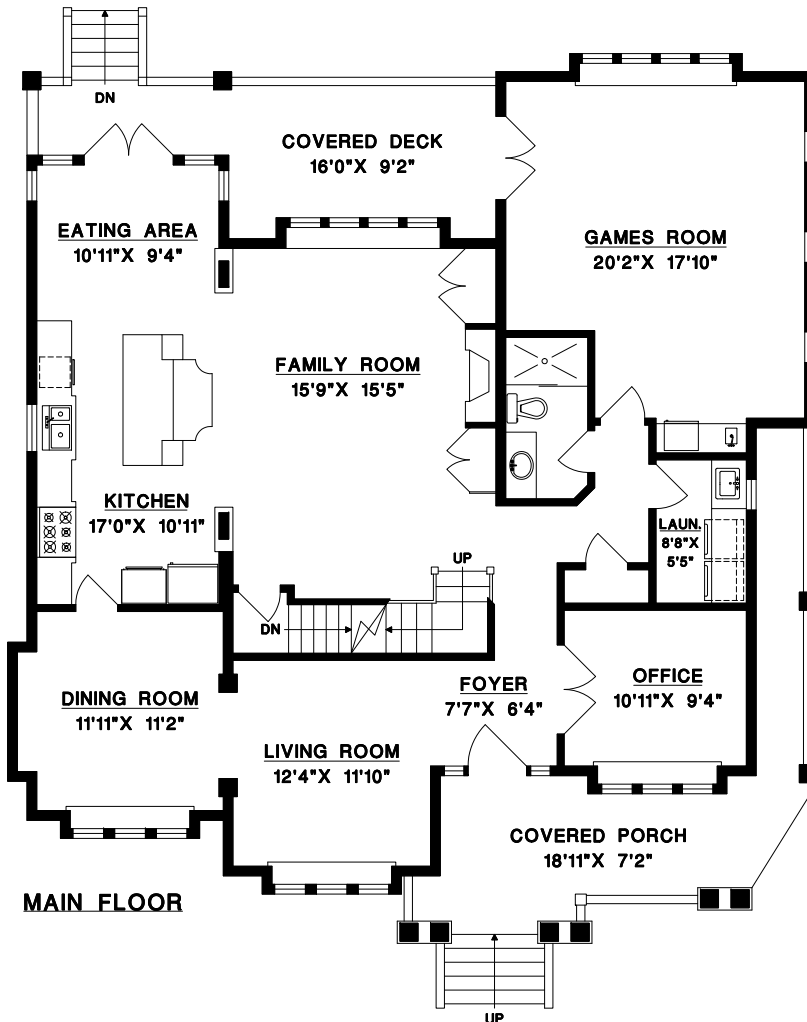 DN
COVERED DECK
16'0"X 9'2"
EATING AREA
10'11"X 9'4"
GAMES ROOM
20'2"X 17'10"
FAMILY ROOM
15'9"X 15'5"
KITCHEN
17'0"X 10'11"
LAUN.
8'8"X
5'5"
UP
DN
FOYER
7'7"X 6'4"
OFFICE
10'11"X 9'4"
DINING ROOM
11'11"X 11'2"
LIVING ROOM
12'4"X 11'10"
COVERED PORCH
18'11"X 7'2"
MAIN FLOOR
UP